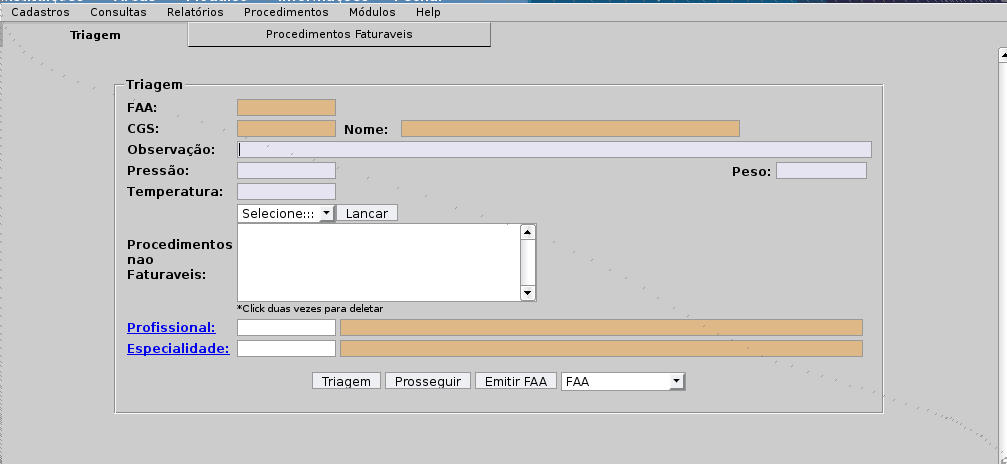 Cadastros Consultas Relatórios Procedimentos Módulos Help
Triagem Procedimentos Faturaveis
Triagem
FAA:
CGS: Nome:
Observação:
Pressão: Peso:
Temperatura:
Selecione::: Lancar
Procedimentos
nao
Faturaveis:
*Click duas vezes para deletar
Profissional:
Especialidade:
Triagem Prosseguir Emitir FAA FAA